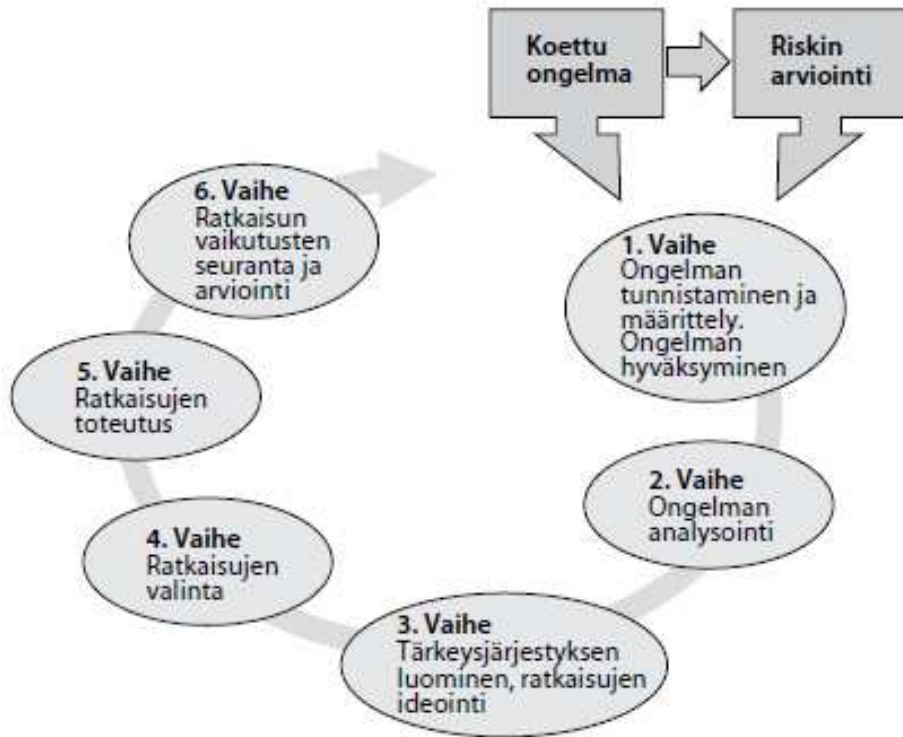 Koettu
ongelma
Riskin
arviointi
1. Vaihe
Ongelman
tunnistaminen ja
määrittely.
Ongelman
hyväksyminen
2. Vaihe
Ongelman
analysointi
3. Vaihe
Tärkeysjärjestyksen
luominen, ratkaisujen
ideointi
4. Vaihe
Ratkaisujen
valinta
5. Vaihe
Ratkaisujen
toteutus
6. Vaihe
Ratkaisun
vaikutusten
seuranta ja
arviointi